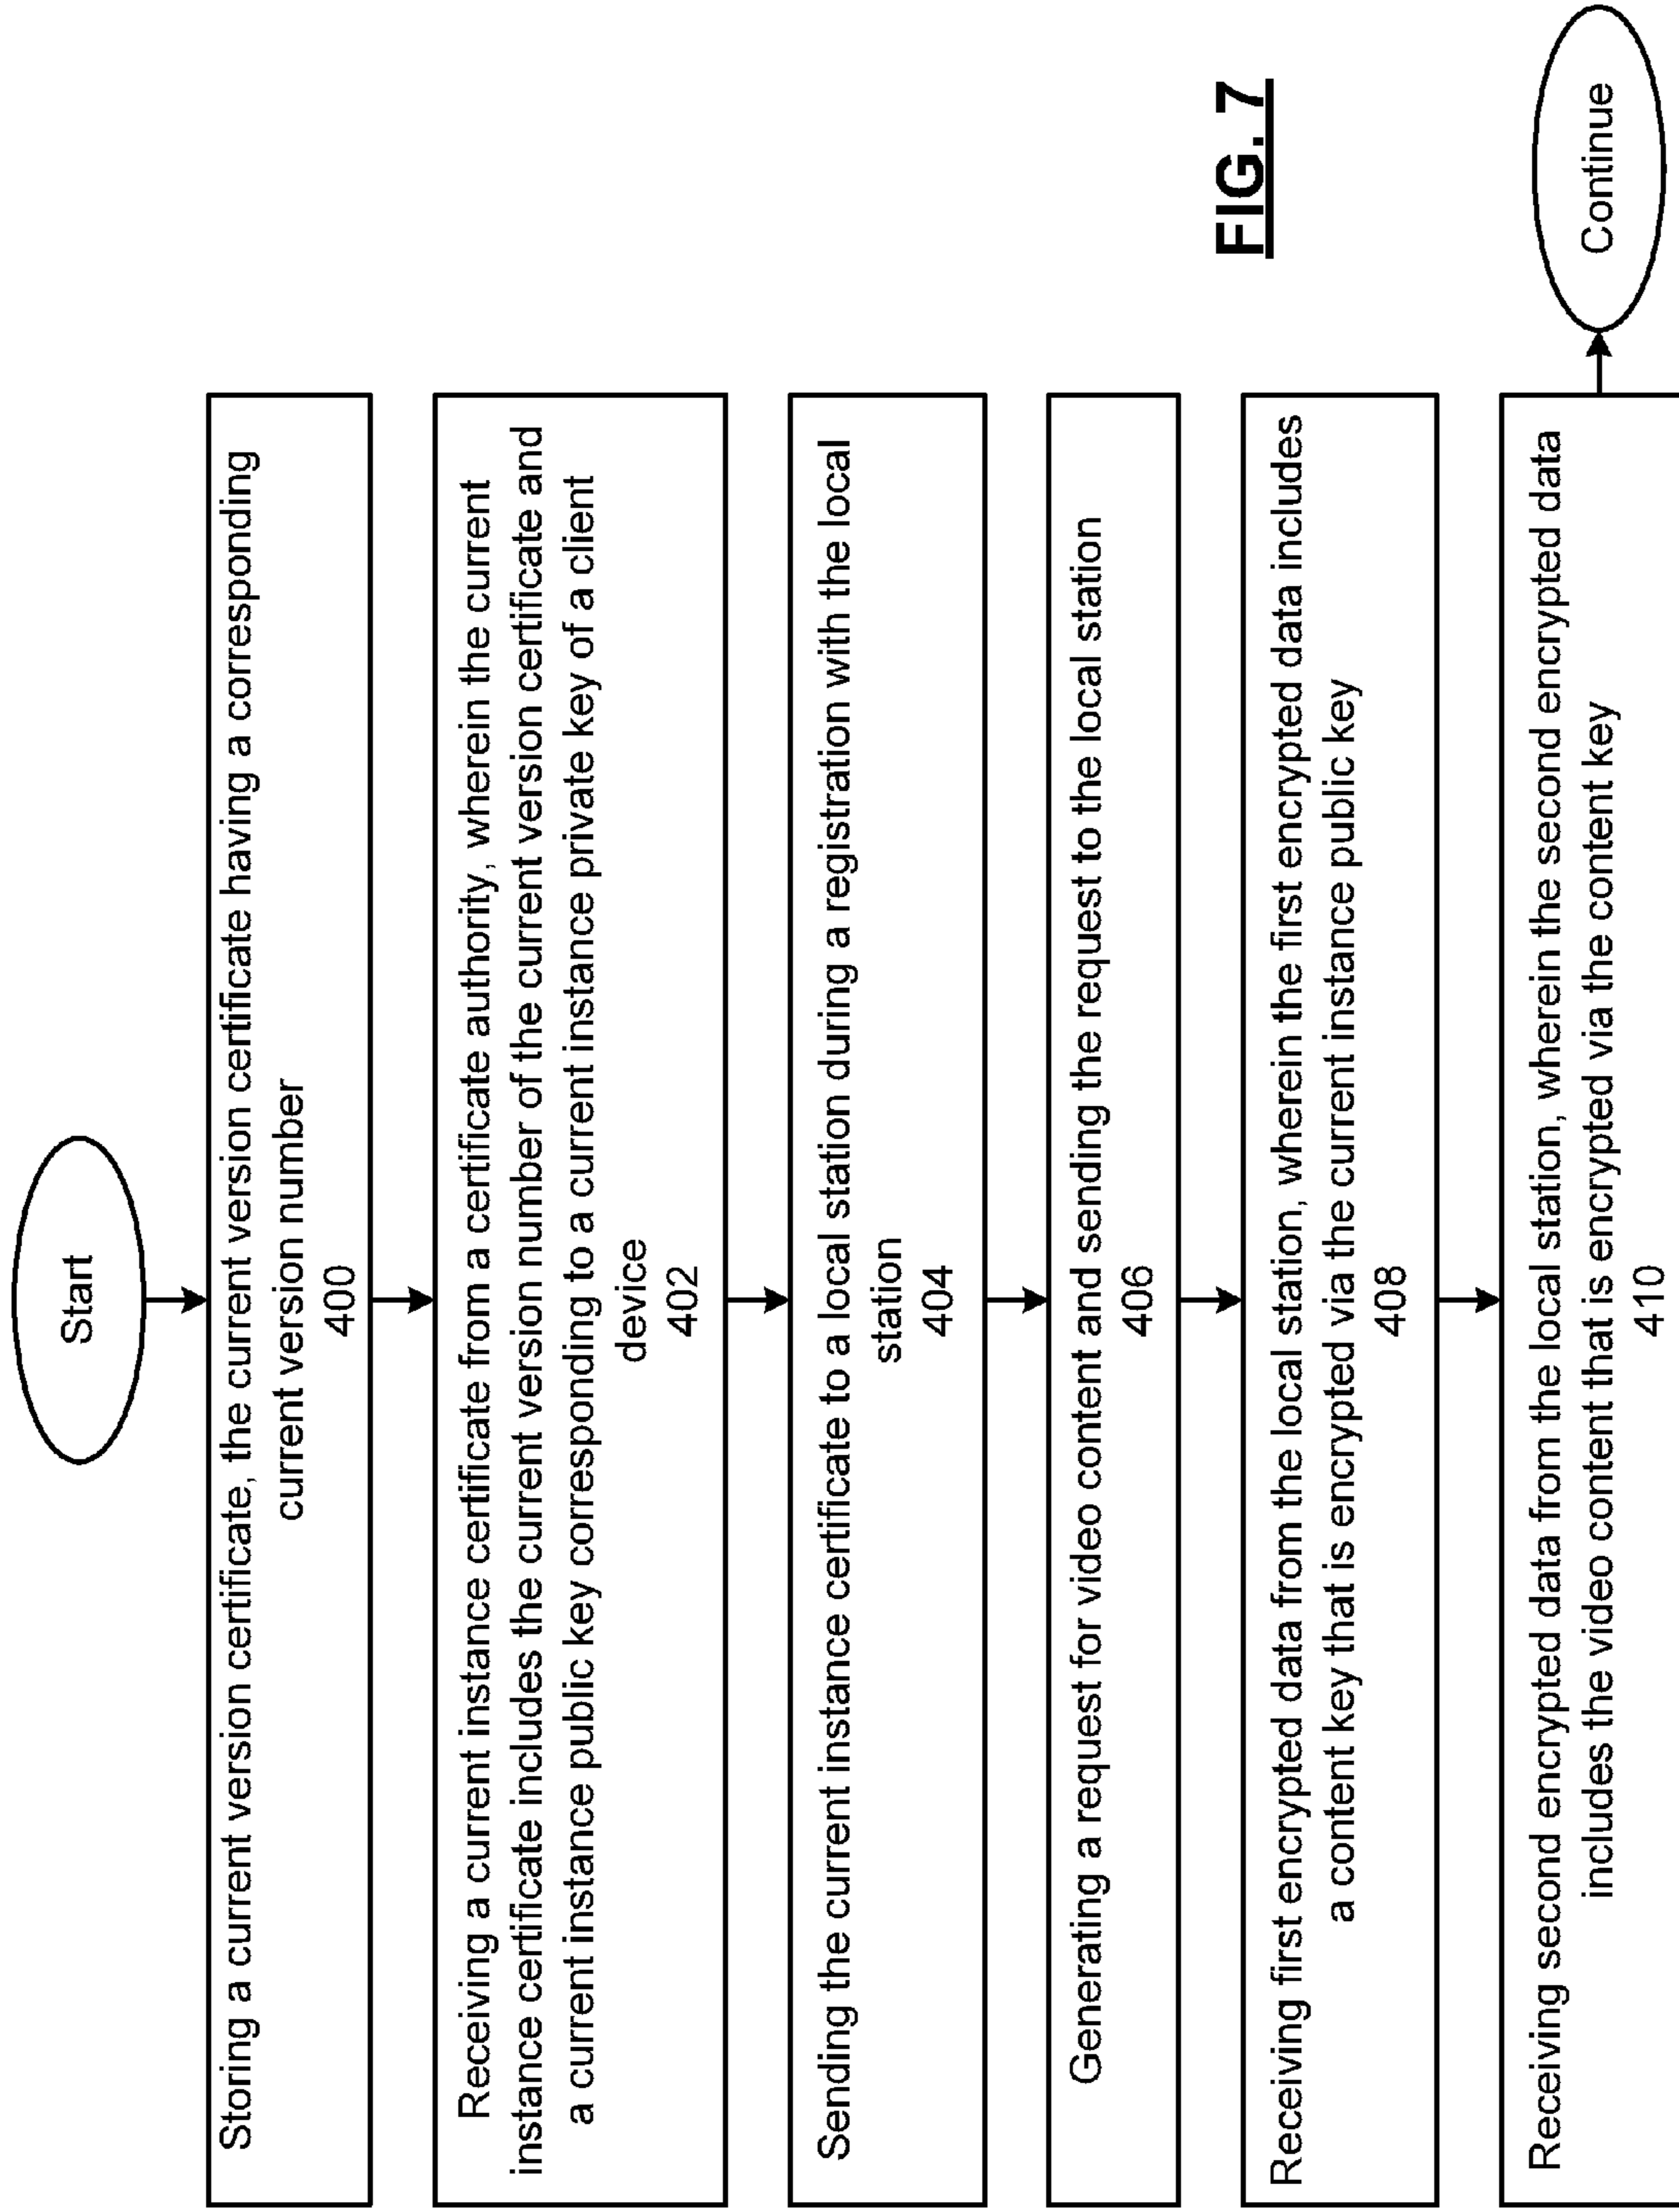 Start
Storing a current version certificate, the current version certificate having a corresponding
current version number
400
Receiving a current instance certificate from a certificate authority, wherein the current
instance certificate includes the current version number of the current version certificate and
a current instance public key corresponding to a current instance private key of a client
device
402
Sending the current instance certificate to a local station during a registration with the local
station
404
Generating a request for video content and sending the request to the local station
406
Receiving first encrypted data from the local station, wherein the first encrypted data includes
a content key that is encrypted via the current instance public key
408
Receiving second encrypted data from the local station, wherein the second encrypted data
includes the video content that is encrypted via the content key
410
Continue
FIG. 7